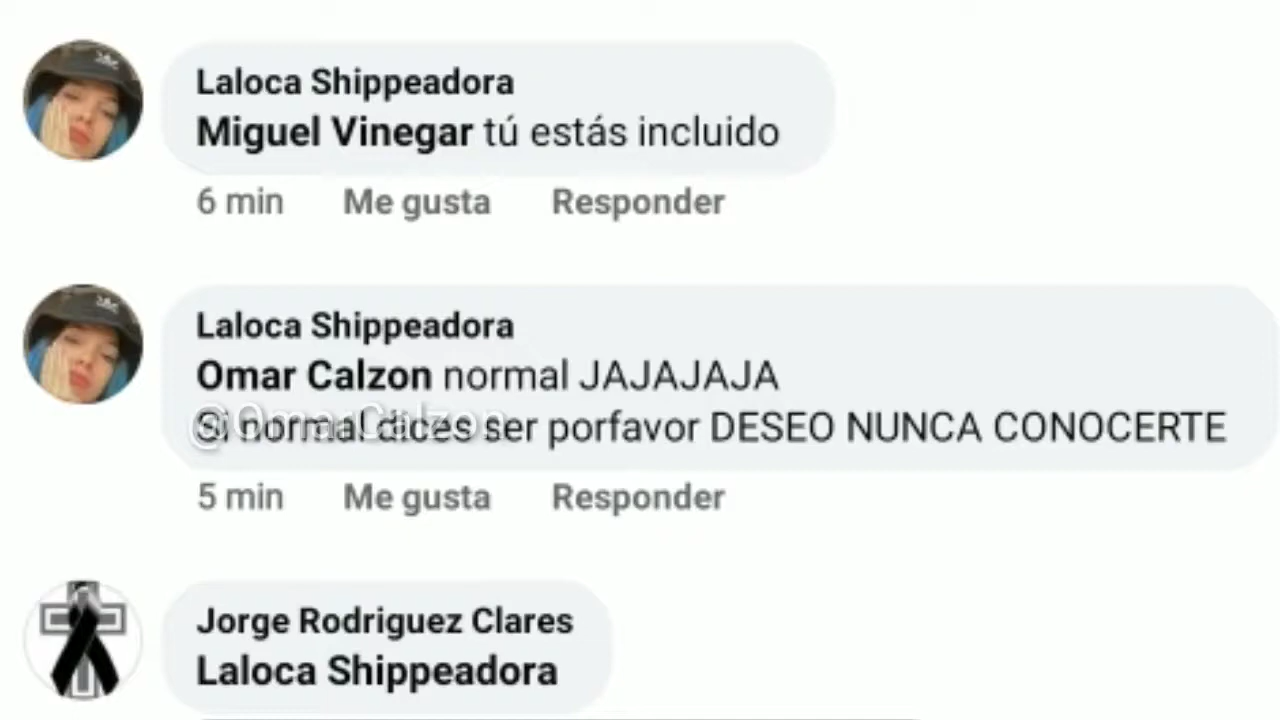 Laloca Shippeadora
Miguel Vinegar tú estás incluido
6 min Me gusta Responder
Laloca Shippeadora
Omar Calzon normal JAJAJAJA
@OmarCalzon
Si normal dices ser porfavor DESEO NUNCA CONOCERTE
5 min Me gusta Responder
Jorge Rodriguez Clares
Laloca Shippeadora